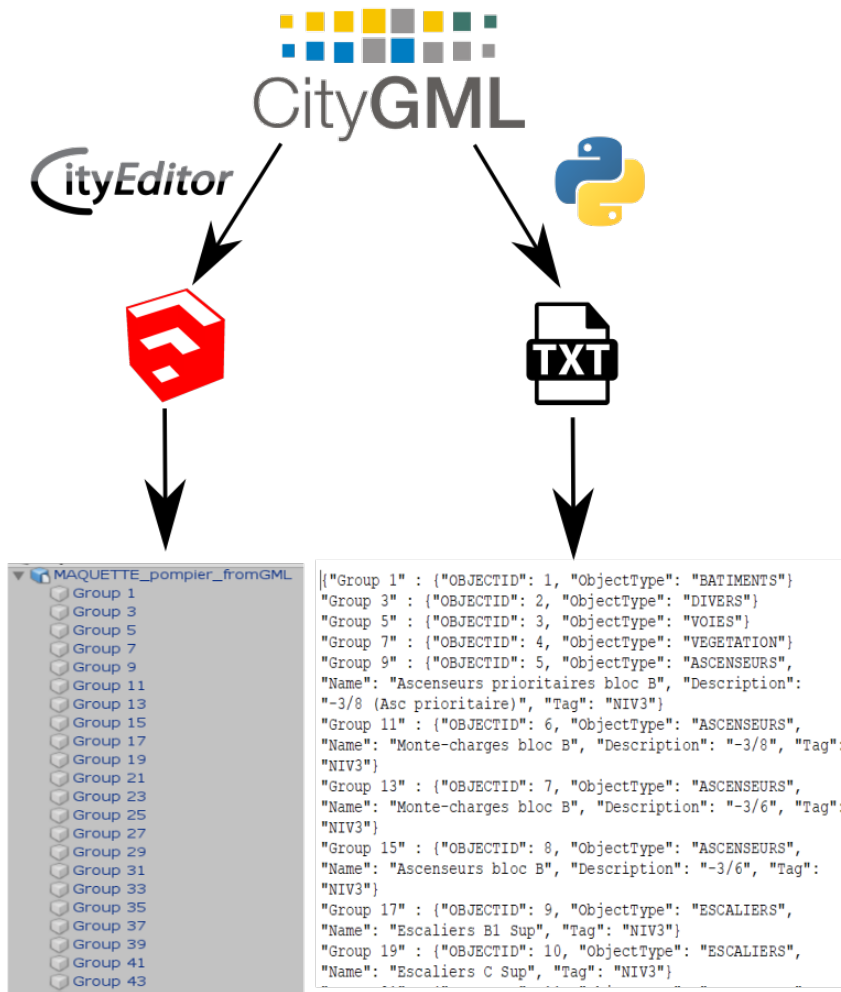 CityGML
CityEditor
TXT
MAQUETTE_pompier_fromGML
Group 1
Group 3
Group 5
Group 7
Group 9
Group 11
Group 13
Group 15
Group 17
Group 19
Group 21
Group 23
Group 25
Group 27
Group 29
Group 31
Group 33
Group 35
Group 37
Group 39
Group 41
Group 43
{"Group 1" : {"OBJECTID": 1, "ObjectType": "BATIMENTS"}
"Group 3" : {"OBJECTID": 2, "ObjectType": "DIVERS"}
"Group 5" : {"OBJECTID": 3, "ObjectType": "VOIES"}
"Group 7" : {"OBJECTID": 4, "ObjectType": "VEGETATION"}
"Group 9" : {"OBJECTID": 5, "ObjectType": "ASCENSEURS",
"Name": "Ascenseurs prioritaires bloc B", "Description":
"-3/8 (Asc prioritaire)", "Tag": "NIV3"}
"Group 11" : {"OBJECTID": 6, "ObjectType": "ASCENSEURS",
"Name": "Monte-charges bloc B", "Description": "-3/8", "Tag":
"NIV3"}
"Group 13" : {"OBJECTID": 7, "ObjectType": "ASCENSEURS",
"Name": "Monte-charges bloc B", "Description": "-3/6", "Tag":
"NIV3"}
"Group 15" : {"OBJECTID": 8, "ObjectType": "ASCENSEURS",
"Name": "Ascenseurs bloc B", "Description": "-3/6", "Tag":
"NIV3"}
"Group 17" : {"OBJECTID": 9, "ObjectType": "ESCALIERS",
"Name": "Escaliers B1 Sup", "Tag": "NIV3"}
"Group 19" : {"OBJECTID": 10, "ObjectType": "ESCALIERS",
"Name": "Escaliers C Sup", "Tag": "NIV3"}